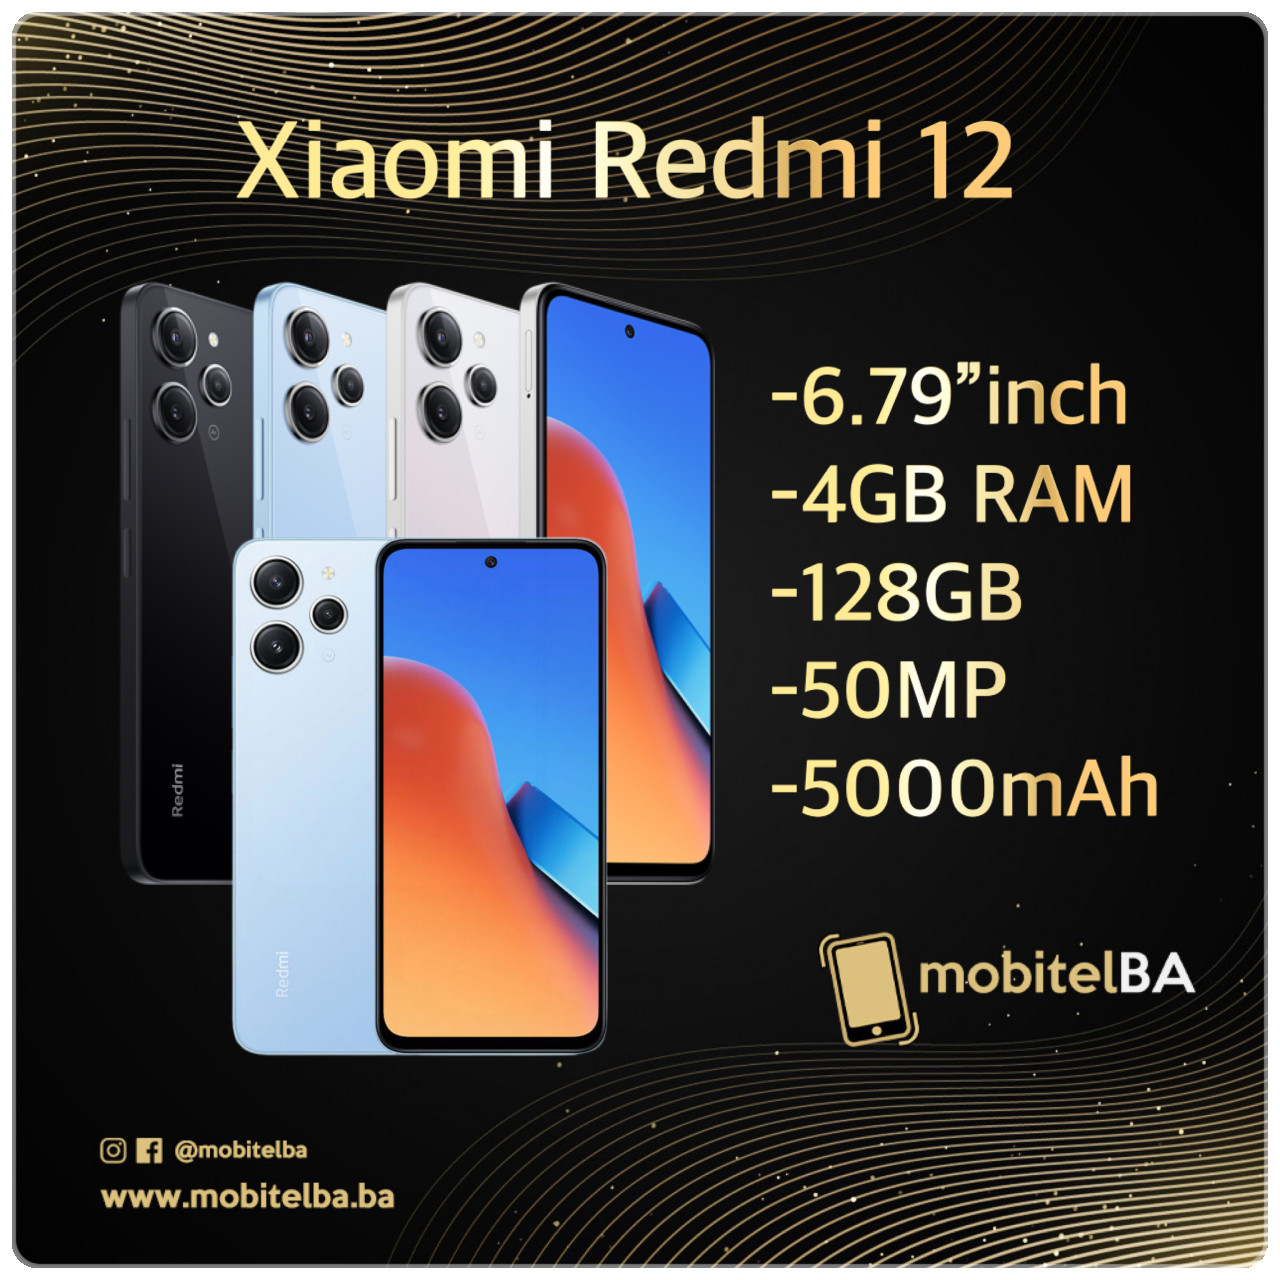 Xiaomi Redmi 12
-6.79”inch
-4GB RAM
-128GB
-50MP
-5000mAh
Redmi
Redmi
mobitelBA
@mobitelba
www.mobitelba.ba